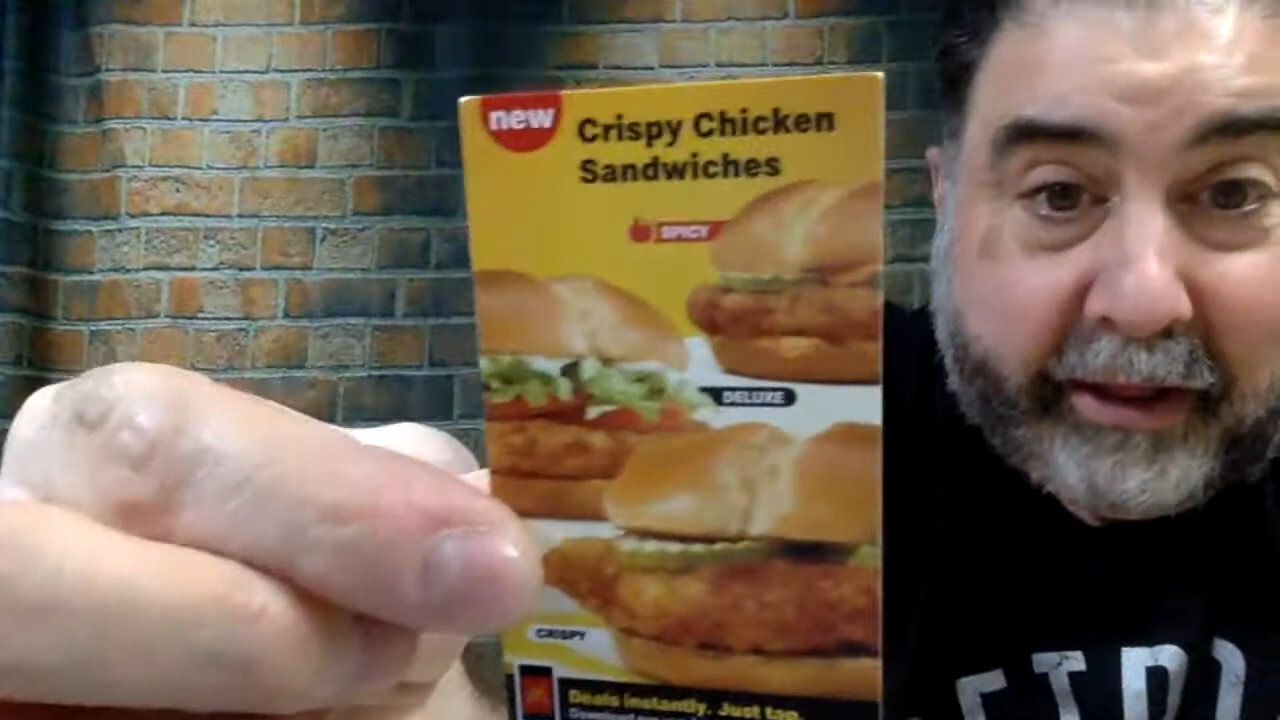 new
Crispy Chicken
Sandwiches
SPICY
DELUXE
CRISPY
Deals instantly. Just tap.